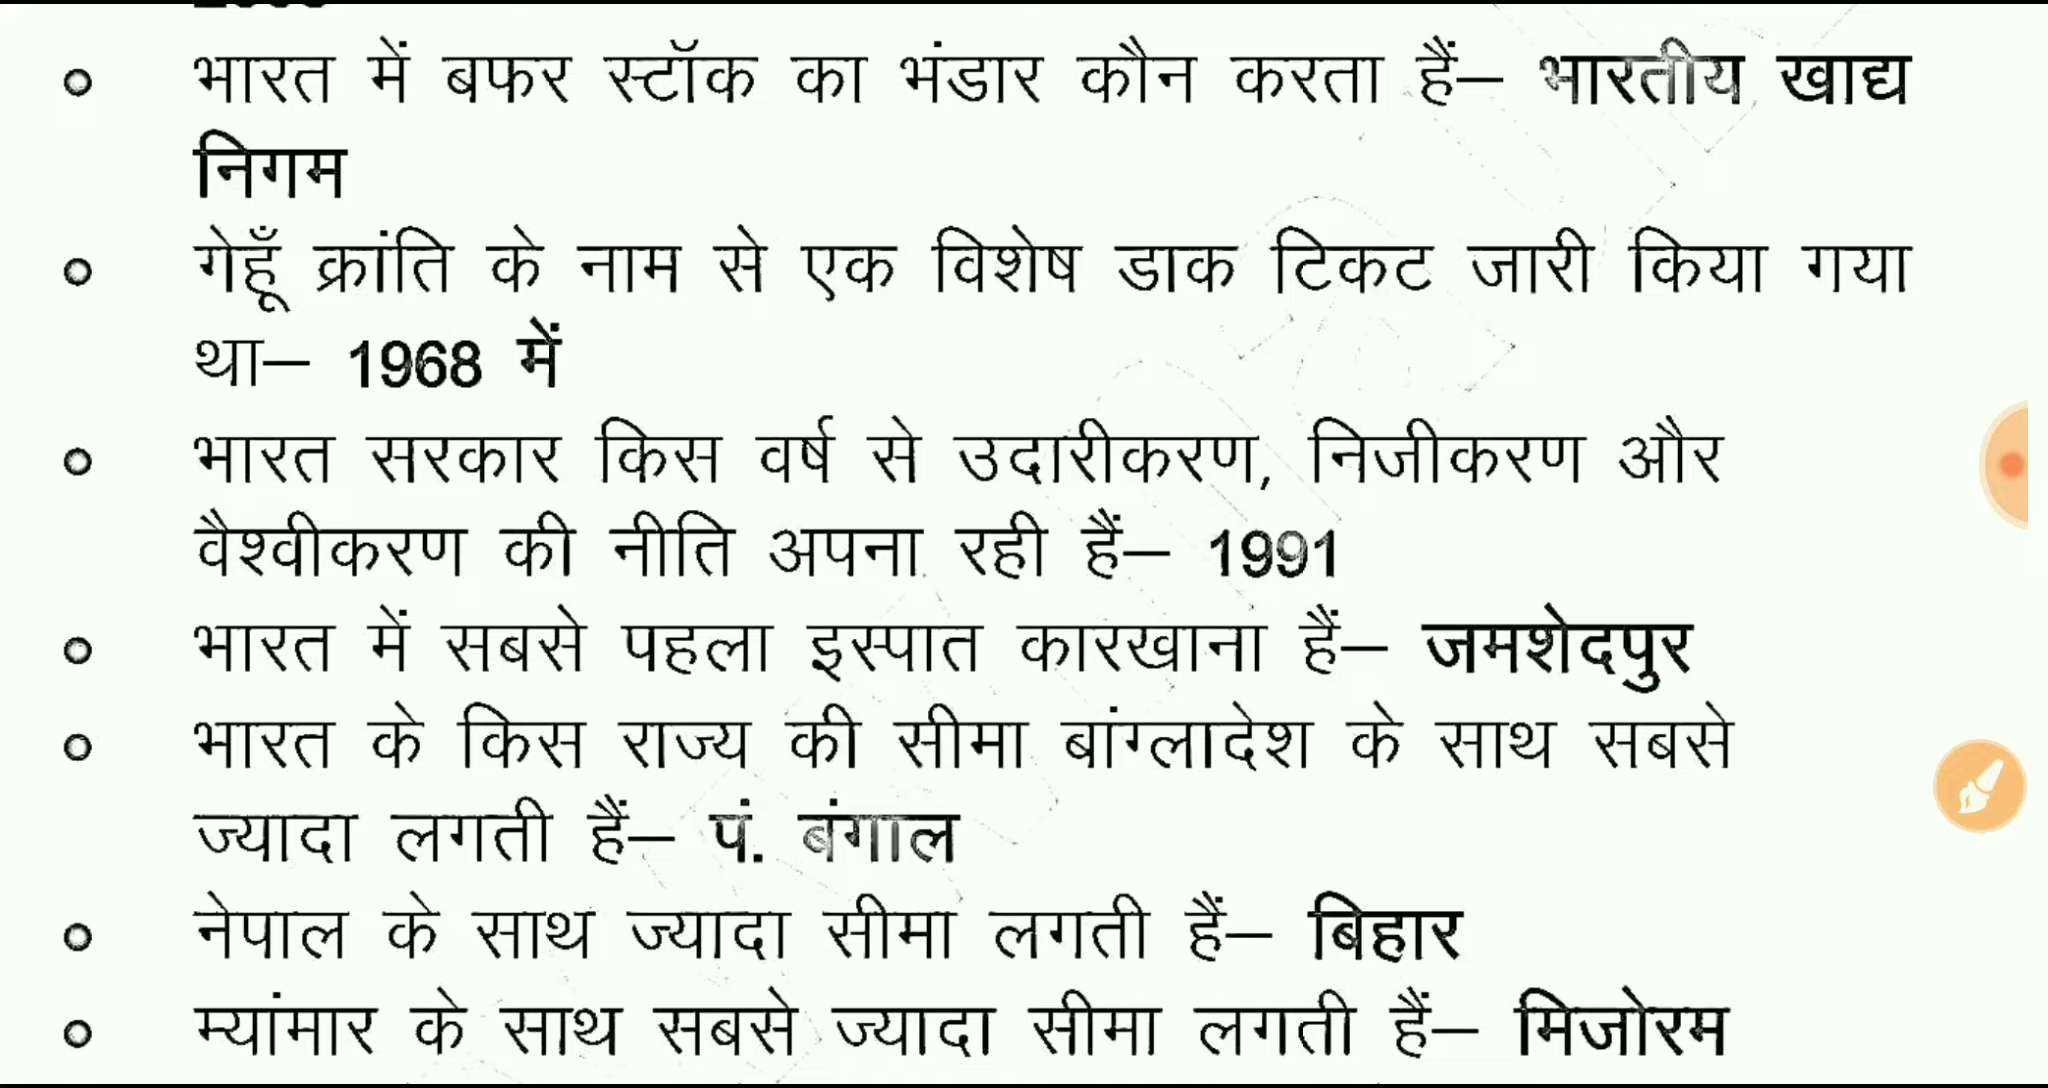 भारत में बफर स्टॉक का भंडार कौन करता हैं– भारतीय खाद्य
निगम
गेहूँ क्रांति के नाम से एक विशेष डाक टिकट जारी किया गया
था– 1968 में
भारत सरकार किस वर्ष से उदारीकरण, निजीकरण और
वैश्वीकरण की नीति अपना रही हैं– 1991
भारत में सबसे पहला इस्पात कारखाना हैं– जमशेदपुर
भारत के किस राज्य की सीमा बांग्लादेश के साथ सबसे
ज्यादा लगती हैं– पं. बंगाल
नेपाल के साथ ज्यादा सीमा लगती हैं– बिहार
म्यांमार के साथ सबसे ज्यादा सीमा लगती हैं– मिजोरम